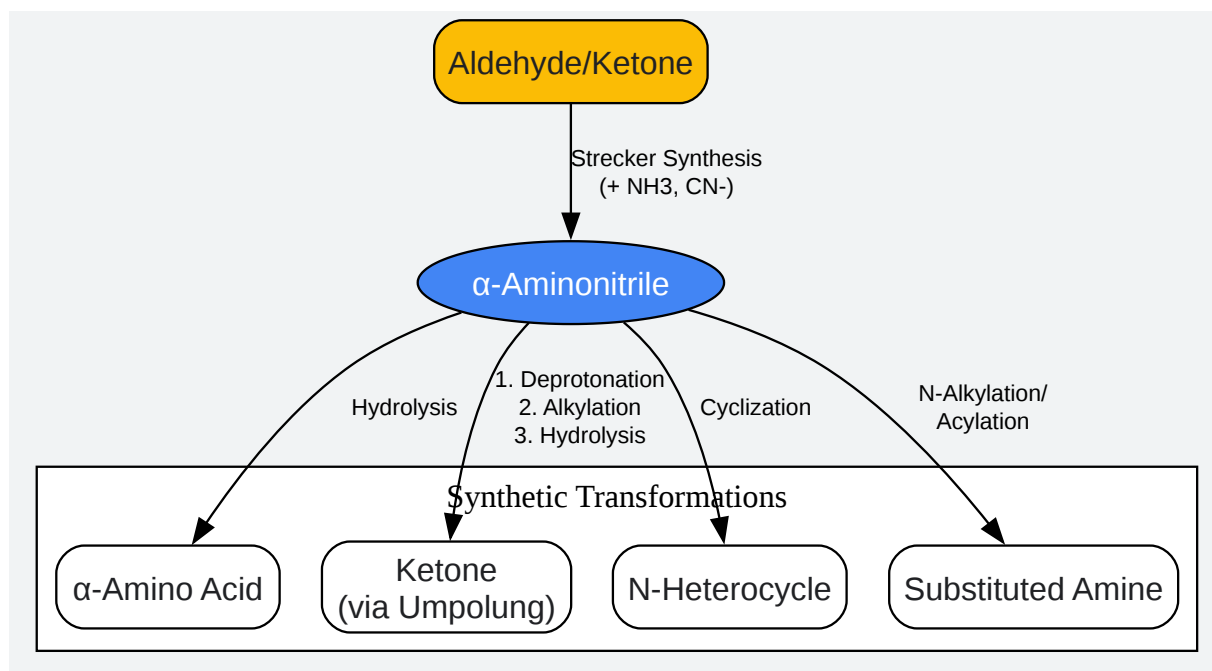 Aldehyde/Ketone
Strecker Synthesis
(+ NH3, CN-)
α-Aminonitrile
Hydrolysis
1. Deprotonation
2. Alkylation
3. Hydrolysis
Cyclization
N-Alkylation/
Acylation
Synthetic Transformations
α-Amino Acid
Ketone
(via Umpolung)
N-Heterocycle
Substituted Amine